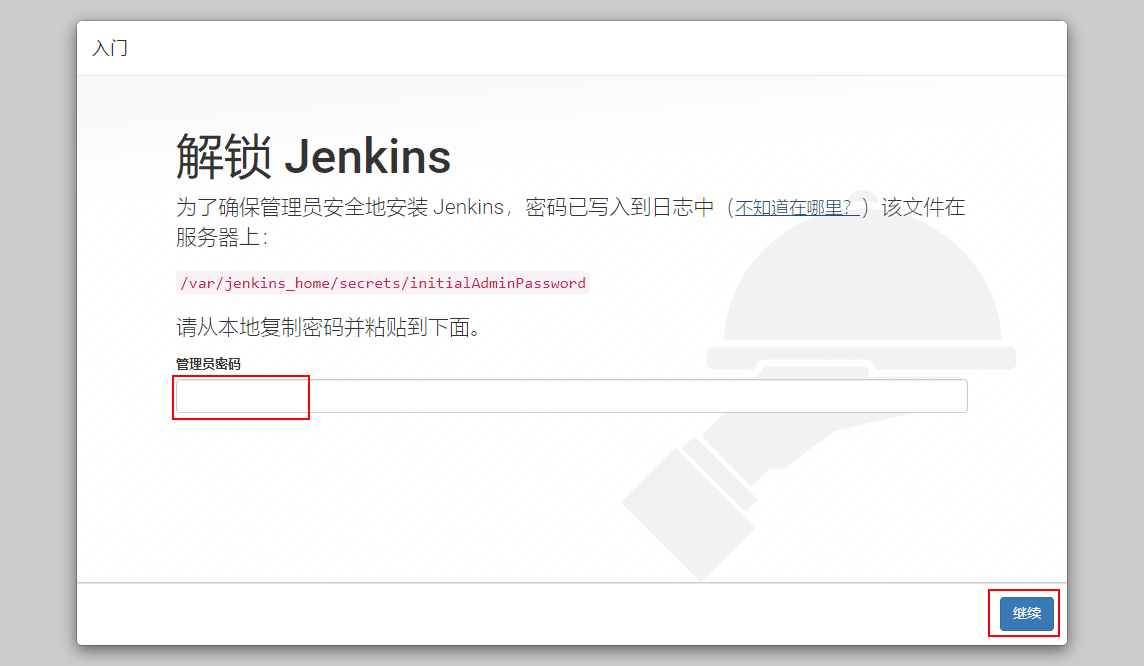 入门
解锁 Jenkins
为了确保管理员安全地安装 Jenkins，密码已写入到日志中（不知道在哪里？）该文件在
服务器上：
/var/jenkins_home/secrets/initialAdminPassword
请从本地复制密码并粘贴到下面。
管理员密码
继续